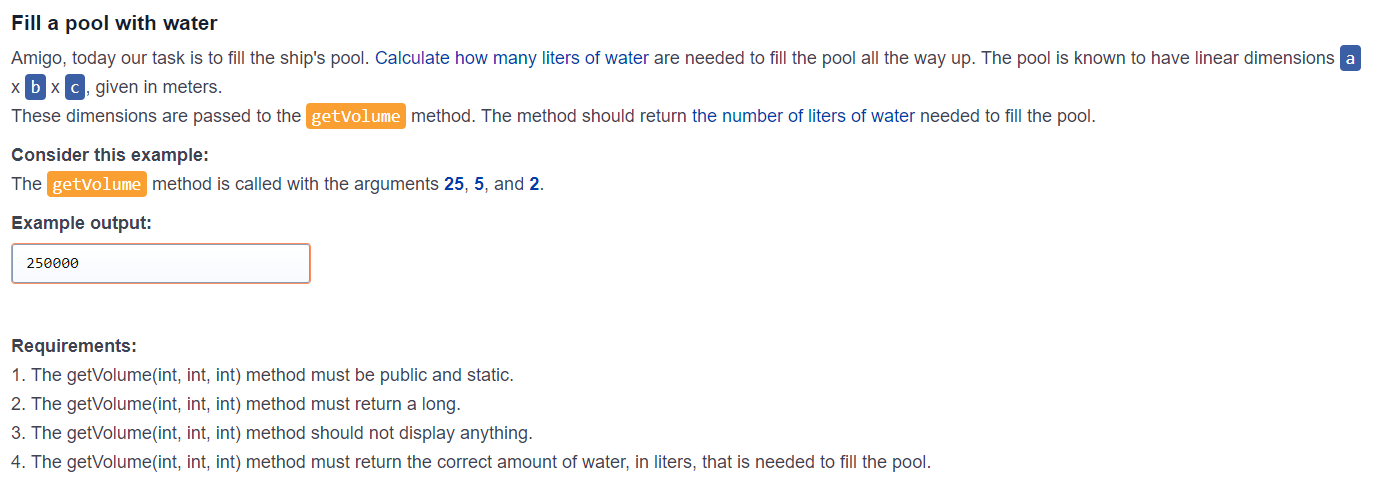 Fill a pool with water
Amigo, today our task is to fill the ship's pool. Calculate how many liters of water are needed to fill the pool all the way up. The pool is known to have linear dimensions a
x b x c, given in meters.
These dimensions are passed to the getVolume method. The method should return the number of liters of water needed to fill the pool.
Consider this example:
The getVolume method is called with the arguments 25, 5, and 2.
Example output:
250000
Requirements:
1. The getVolume(int, int, int) method must be public and static.
2. The getVolume(int, int, int) method must return a long.
3. The getVolume(int, int, int) method should not display anything.
4. The getVolume(int, int, int) method must return the correct amount of water, in liters, that is needed to fill the pool.